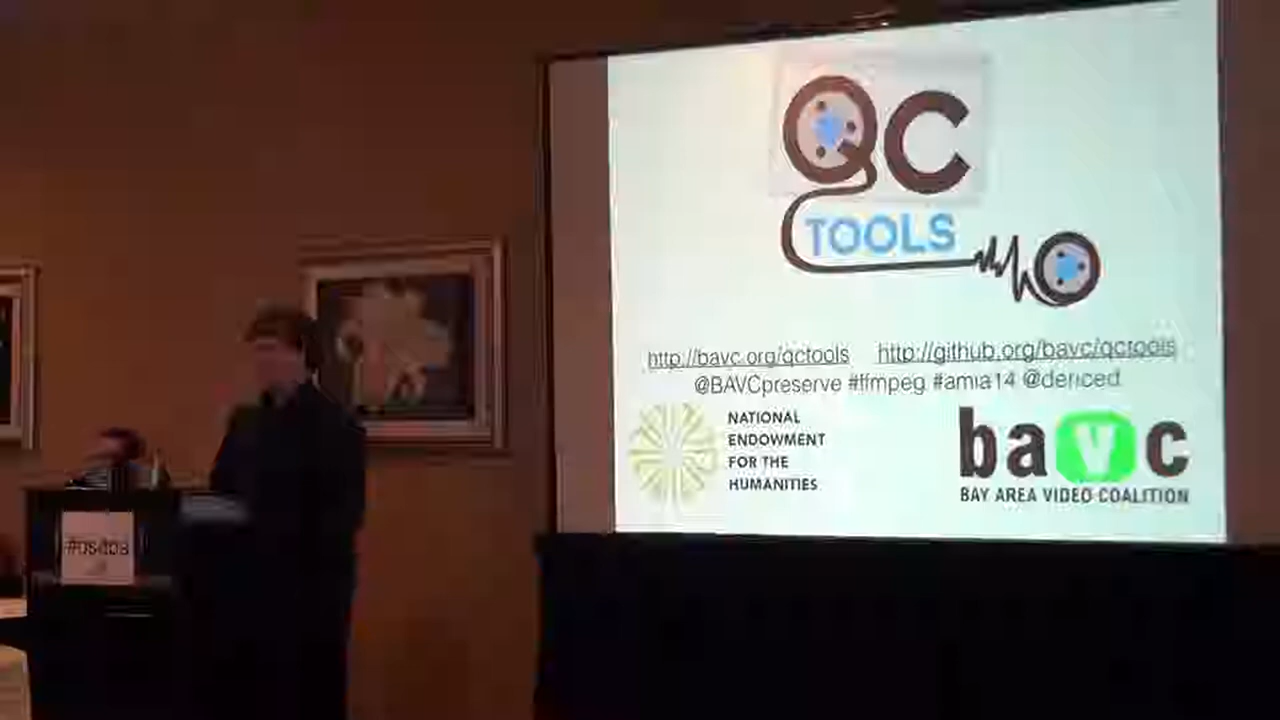 QC
TOOLS
http://bavc.org/qctools http://github.org/bavc/qctools
@BAVCpreserve #ffmpeg #amia14 @dericed
NATIONAL
ENDOWMENT
FOR THE
HUMANITIES
bavc
BAY AREA VIDEO COALITION